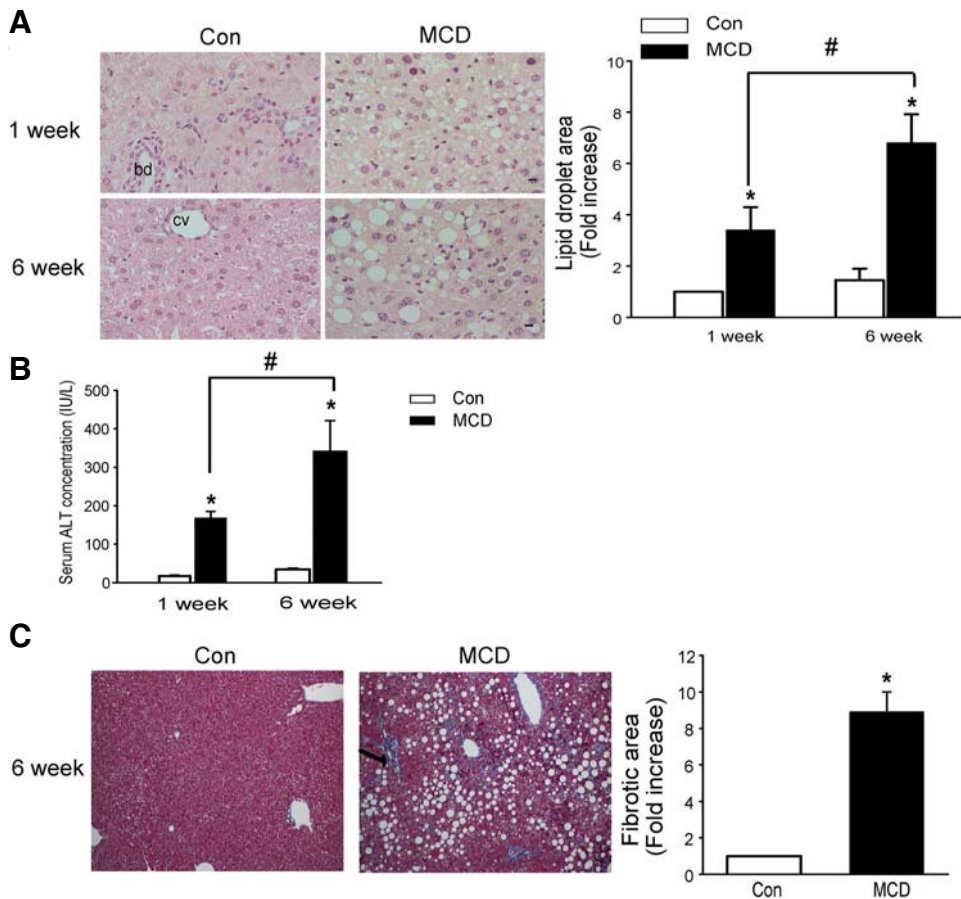 A
Con
MCD
1 week
bd
6 week
cv
Con
MCD
#
*
*
Lipid droplet area
(Fold increase)
10
8
6
4
2
0
1 week
6 week
B
#
*
*
Serum ALT concentration (IU/L)
500
400
300
200
100
0
1 week
6 week
Con
MCD
C
Con
MCD
6 week
*
Fibrotic area
(Fold increase)
12
10
8
6
4
2
0
Con
MCD